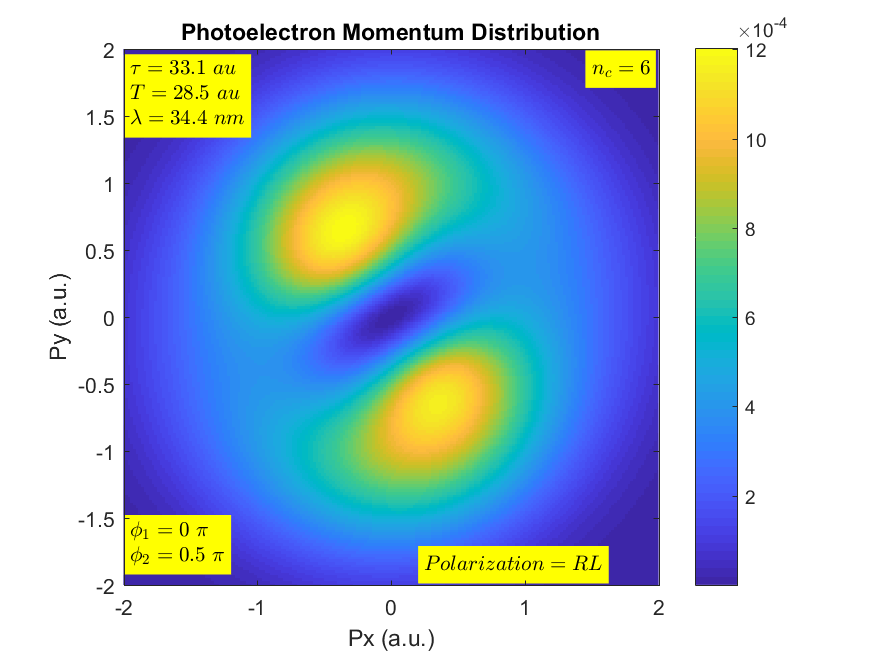 Photoelectron Momentum Distribution
×10⁻⁴
τ = 33.1 au
T = 28.5 au
λ = 34.4 nm
n_c = 6
2
1.5
1
0.5
0
-0.5
-1
-1.5
-2
Py (a.u.)
ϕ₁ = 0 π
ϕ₂ = 0.5 π
Polarization = RL
-2 -1 0 1 2
Px (a.u.)
12
10
8
6
4
2